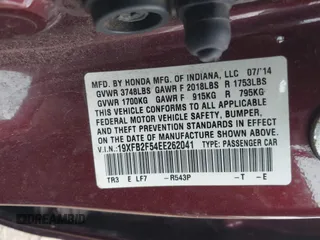 MFD. BY HONDA MFG. OF INDIANA, LLC 07/14
GVWR 3748LBS GAWR F 2018LBS R 1753LBS
GVWR 1700KG GAWR F 915KG R 795KG
THIS VEHICLE CONFORMS TO ALL APPLICABLE
FEDERAL MOTOR VEHICLE SAFETY, BUMPER, AND
THEFT PREVENTION STANDARDS IN EFFECT ON THE
DATE OF MANUFACTURE SHOWN ABOVE.
V.I.N.: 19XFB2F54EE262041 TYPE: PASSENGER CAR
TR3 E LF7 -R543P -T -E